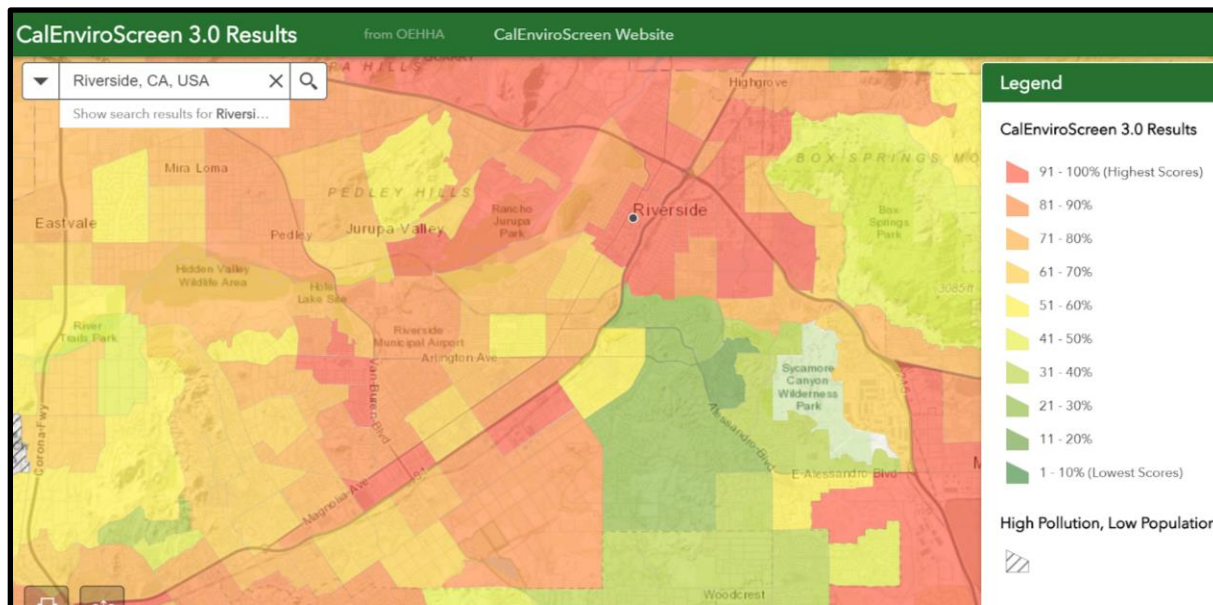 CalEnviroScreen 3.0 Results
from OEHHA
CalEnviroScreen Website
Riverside, CA, USA
Show search results for Riversi...
Legend
CalEnviroScreen 3.0 Results
91 - 100% (Highest Scores)
81 - 90%
71 - 80%
61 - 70%
51 - 60%
41 - 50%
31 - 40%
21 - 30%
11 - 20%
1 - 10% (Lowest Scores)
High Pollution, Low Population
Highgrove
Mira Loma
BOX SPRINGS MO
PEDLEY HILLS
Eastvale
Pedley
Jurupa Valley
Rancho
Jurupa
Park
Riverside
Box
Springs
Park
Hidden Valley
Wildlife Area
Hole
Lake Site
3085 ft
River
Trails Park
Riverside
Municipal Airport
Arlington Ave
Van Buren Blvd
Sycamore
Canyon
Wilderness
Park
215
Corona Fwy
Alessandro Blvd
E Alessandro Blvd
M
Magnolia Ave
91
Woodcrest